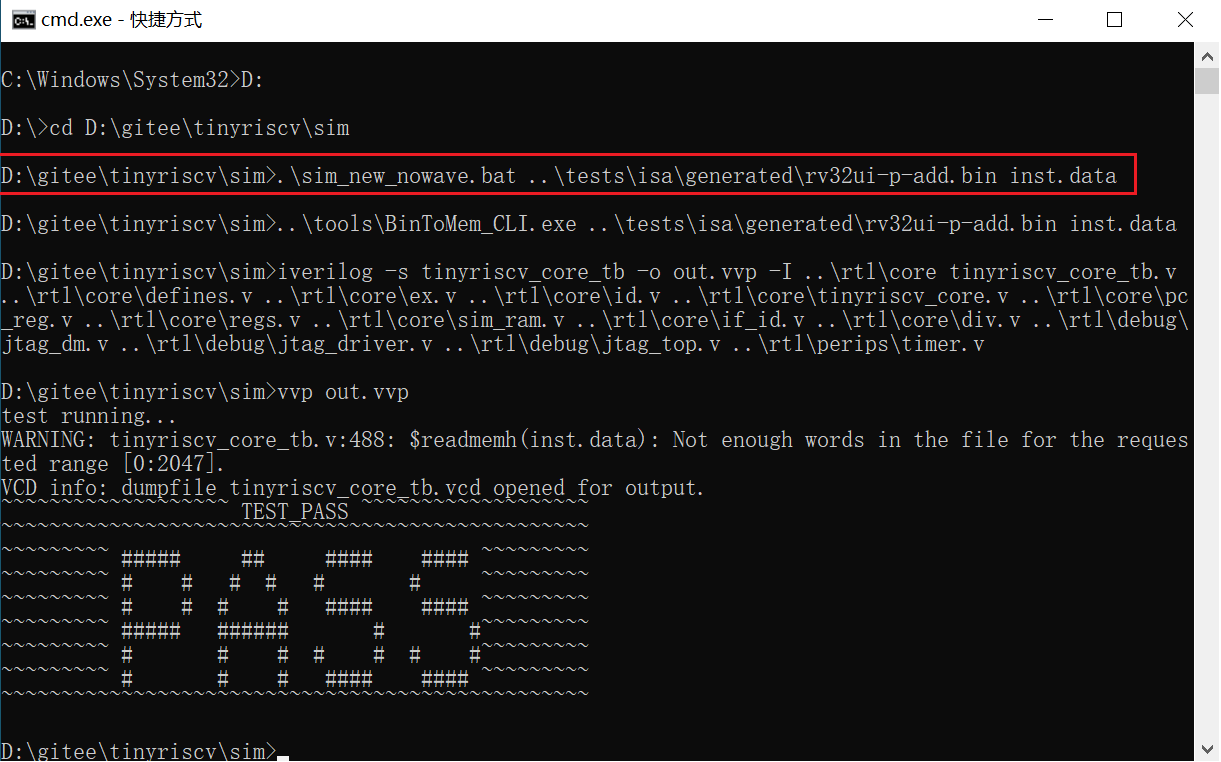 cmd.exe - 快捷方式
C:\Windows\System32>D:
D:\>cd D:\gitee\tinyriscv\sim
D:\gitee\tinyriscv\sim>.\sim_new_nowave.bat ..\tests\isa\generated\rv32ui-p-add.bin inst.data
D:\gitee\tinyriscv\sim>..\tools\BinToMem_CLI.exe ..\tests\isa\generated\rv32ui-p-add.bin inst.data
D:\gitee\tinyriscv\sim>iverilog -s tinyriscv_core_tb -o out.vvp -I ..\rtl\core tinyriscv_core_tb.v
..\rtl\core\defines.v ..\rtl\core\ex.v ..\rtl\core\id.v ..\rtl\core\tinyriscv_core.v ..\rtl\core\pc
_reg.v ..\rtl\core\regs.v ..\rtl\core\sim_ram.v ..\rtl\core\if_id.v ..\rtl\core\div.v ..\rtl\debug\
jtag_dm.v ..\rtl\debug\jtag_driver.v ..\rtl\debug\jtag_top.v ..\rtl\perips\timer.v
D:\gitee\tinyriscv\sim>vvp out.vvp
test running...
WARNING: tinyriscv_core_tb.v:488: $readmemh(inst.data): Not enough words in the file for the reques
ted range [0:2047].
VCD info: dumpfile tinyriscv_core_tb.vcd opened for output.
~~~~~~~~~~~~~~~~~~~ TEST_PASS ~~~~~~~~~~~~~~~~~~~
~~~~~~~~~~~~~~~~~~~~~~~~~~~~~~~~~~~~~~~~~~~~~~~~~
~~~~~~~~~ #####     ##     ####    #### ~~~~~~~~~
~~~~~~~~~ #    #   #  #   #       #     ~~~~~~~~~
~~~~~~~~~ #    #  #    #   ####    #### ~~~~~~~~~
~~~~~~~~~ #####   ######       #       #~~~~~~~~~
~~~~~~~~~ #       #    #  #    #  #    #~~~~~~~~~
~~~~~~~~~ #       #    #   ####    #### ~~~~~~~~~
~~~~~~~~~~~~~~~~~~~~~~~~~~~~~~~~~~~~~~~~~~~~~~~~~
D:\gitee\tinyriscv\sim>